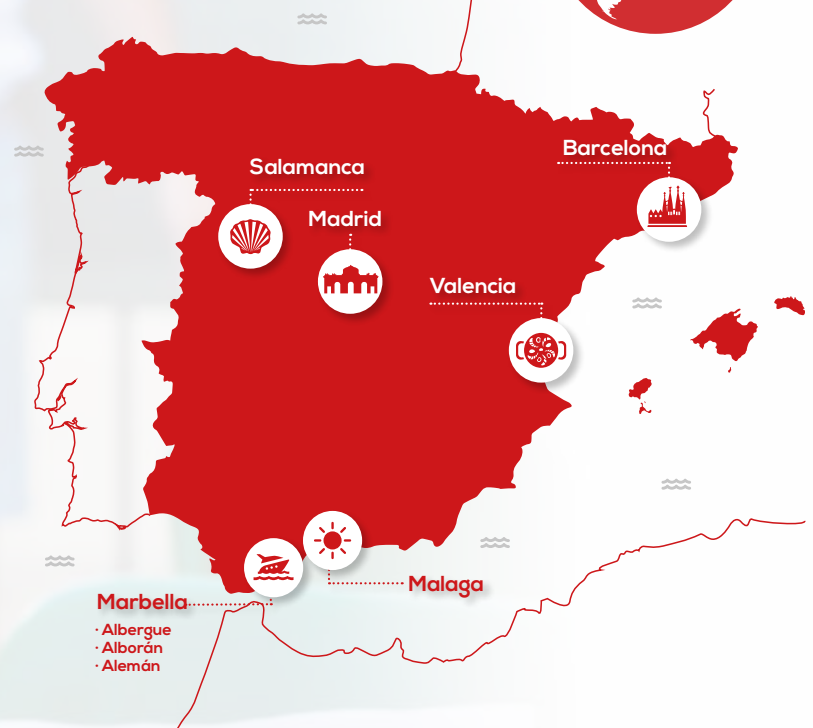 Salamanca
Barcelona
Madrid
Valencia
Malaga
Marbella
· Albergue
· Alborán
· Alemán